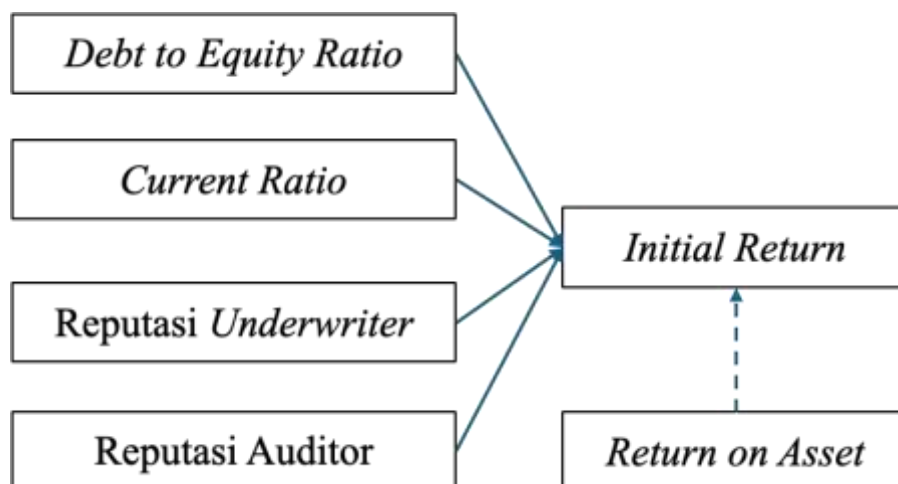 Debt to Equity Ratio
Current Ratio
Initial Return
Reputasi Underwriter
Reputasi Auditor
Return on Asset